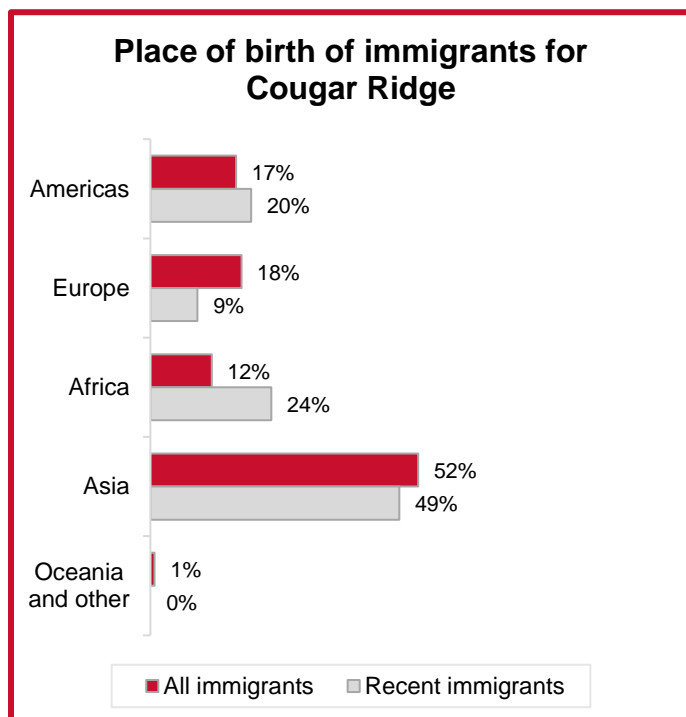 Place of birth of immigrants for
Cougar Ridge
Americas
17%
20%
Europe
18%
9%
Africa
12%
24%
Asia
52%
49%
Oceania
and other
1%
0%
All immigrants
Recent immigrants